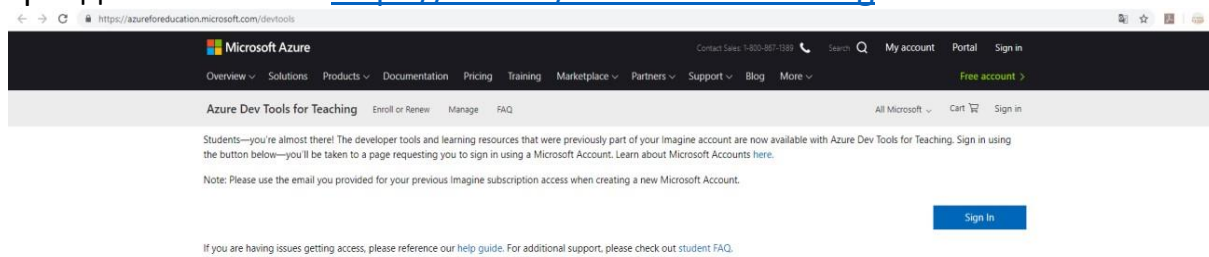 https://azureforeducation.microsoft.com/devtools
Microsoft Azure Contact Sales: 1-800-867-1389 Search My account Portal Sign in
Overview Solutions Products Documentation Pricing Training Marketplace Partners Support Blog More Free account >
Azure Dev Tools for Teaching Enroll or Renew Manage FAQ All Microsoft Cart Sign in
Students—you're almost there! The developer tools and learning resources that were previously part of your Imagine account are now available with Azure Dev Tools for Teaching. Sign in using
the button below—you'll be taken to a page requesting you to sign in using a Microsoft Account. Learn about Microsoft Accounts here.
Note: Please use the email you provided for your previous Imagine subscription access when creating a new Microsoft Account.
Sign In
If you are having issues getting access, please reference our help guide. For additional support, please check out student FAQ.